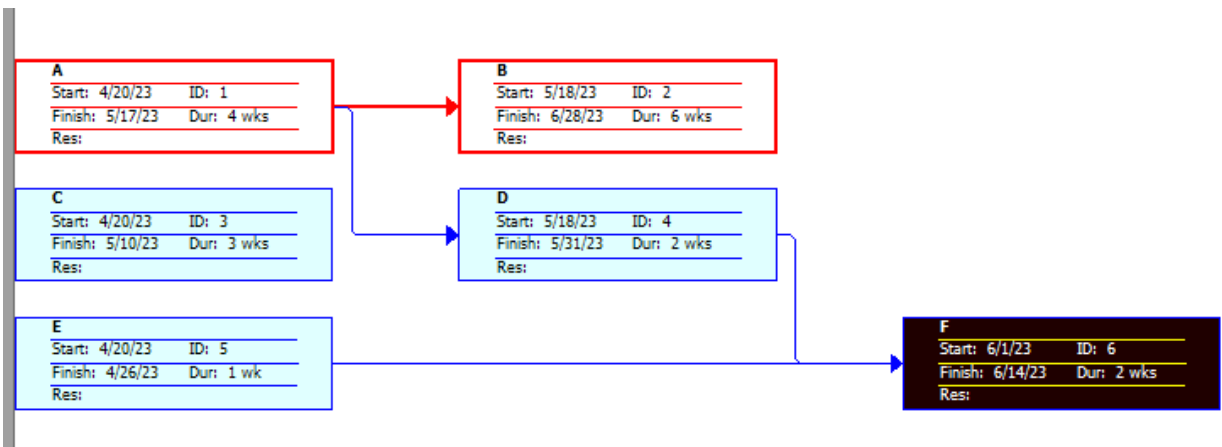 A
Start: 4/20/23 ID: 1
Finish: 5/17/23 Dur: 4 wks
Res:
B
Start: 5/18/23 ID: 2
Finish: 6/28/23 Dur: 6 wks
Res:
C
Start: 4/20/23 ID: 3
Finish: 5/10/23 Dur: 3 wks
Res:
D
Start: 5/18/23 ID: 4
Finish: 5/31/23 Dur: 2 wks
Res:
E
Start: 4/20/23 ID: 5
Finish: 4/26/23 Dur: 1 wk
Res:
F
Start: 6/1/23 ID: 6
Finish: 6/14/23 Dur: 2 wks
Res: